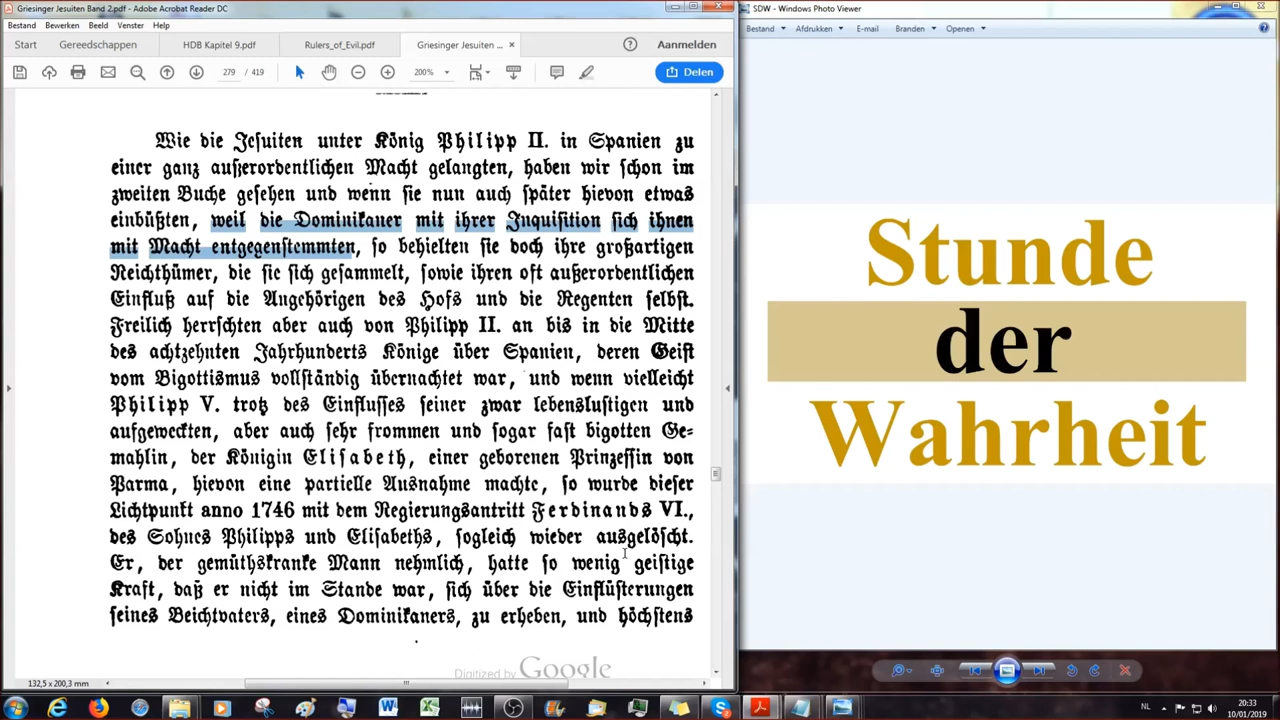 Griesinger Jesuiten Band 2.pdf - Adobe Acrobat Reader DC
Bestand Bewerken Beeld Venster Help
Start Gereedschappen HDB Kapitel 9.pdf Rulers_of_Evil.pdf Griesinger Jesuiten ... × Aanmelden
279 / 419 200% Delen
Wie die Jesuiten unter König Philipp II. in Spanien zu
einer ganz außerordentlichen Macht gelangten, haben wir schon im
zweiten Buche gesehen und wenn sie nun auch später hievon etwas
einbüßten, weil die Dominikaner mit ihrer Inquisition sich ihnen
mit Macht entgegenstemmten, so behielten sie doch ihre großartigen
Reichthümer, die sie sich gesammelt, sowie ihren oft außerordentlichen
Einfluß auf die Angehörigen des Hofs und die Regenten selbst.
Freilich herrschten aber auch von Philipp II. an bis in die Mitte
des achtzehnten Jahrhunderts Könige über Spanien, deren Geist
vom Bigottismus vollständig übernachtet war, und wenn vielleicht
Philipp V. trotz des Einflusses seiner zwar lebenslustigen und
aufgeweckten, aber auch sehr frommen und sogar fast bigotten Ge-
mahlin, der Königin Elisabeth, einer geborenen Prinzessin von
Parma, hievon eine partielle Ausnahme machte, so wurde dieser
Lichtpunkt anno 1746 mit dem Regierungsantritt Ferdinands VI.,
des Sohnes Philipps und Elisabeths, sogleich wieder ausgelöscht.
Er, der gemüthskranke Mann nehmlich, hatte so wenig geistige
Kraft, daß er nicht im Stande war, sich über die Einflüsterungen
seines Beichtvaters, eines Dominikaners, zu erheben, und höchstens
Digitized by Google
132,5 x 200,3 mm
SDW - Windows Photo Viewer
Bestand Afdrukken E-mail Branden Openen
Stunde
der
Wahrheit
NL 20:33
10/01/2019